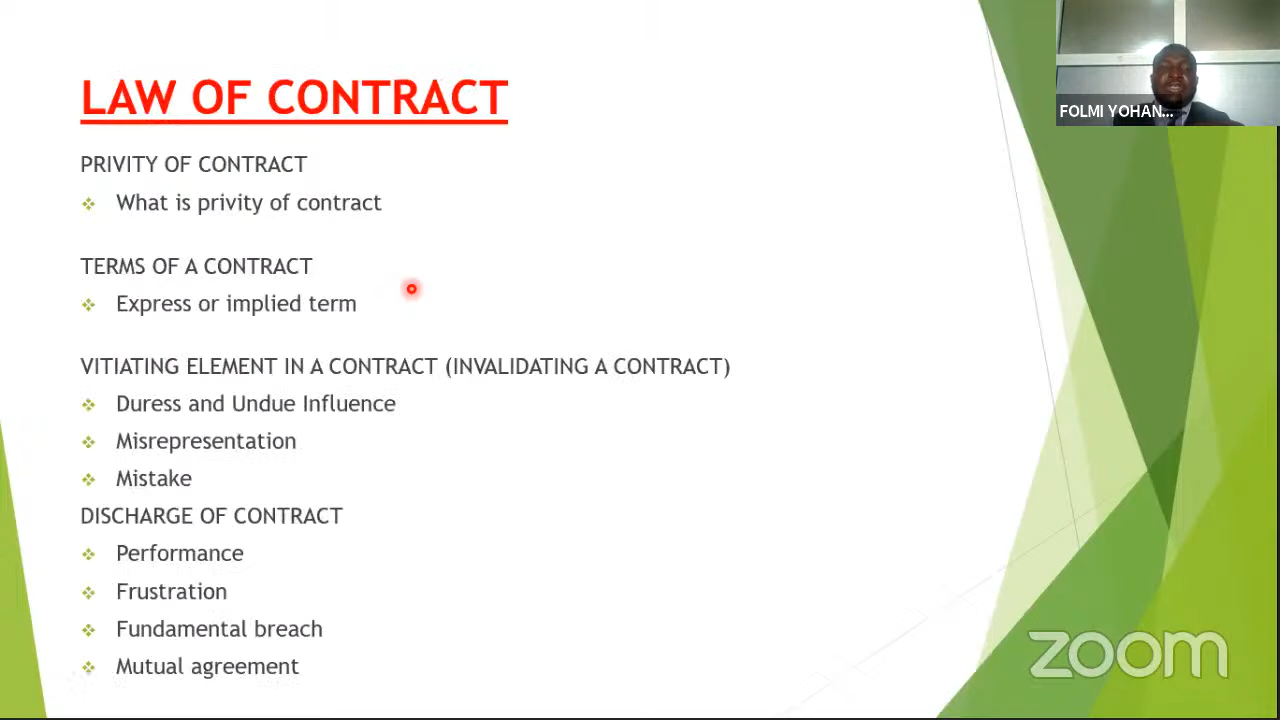 LAW OF CONTRACT
FOLMI YOHAN...
PRIVITY OF CONTRACT
What is privity of contract
TERMS OF A CONTRACT
Express or implied term
VITIATING ELEMENT IN A CONTRACT (INVALIDATING A CONTRACT)
Duress and Undue Influence
Misrepresentation
Mistake
DISCHARGE OF CONTRACT
Performance
Frustration
Fundamental breach
Mutual agreement
zoom